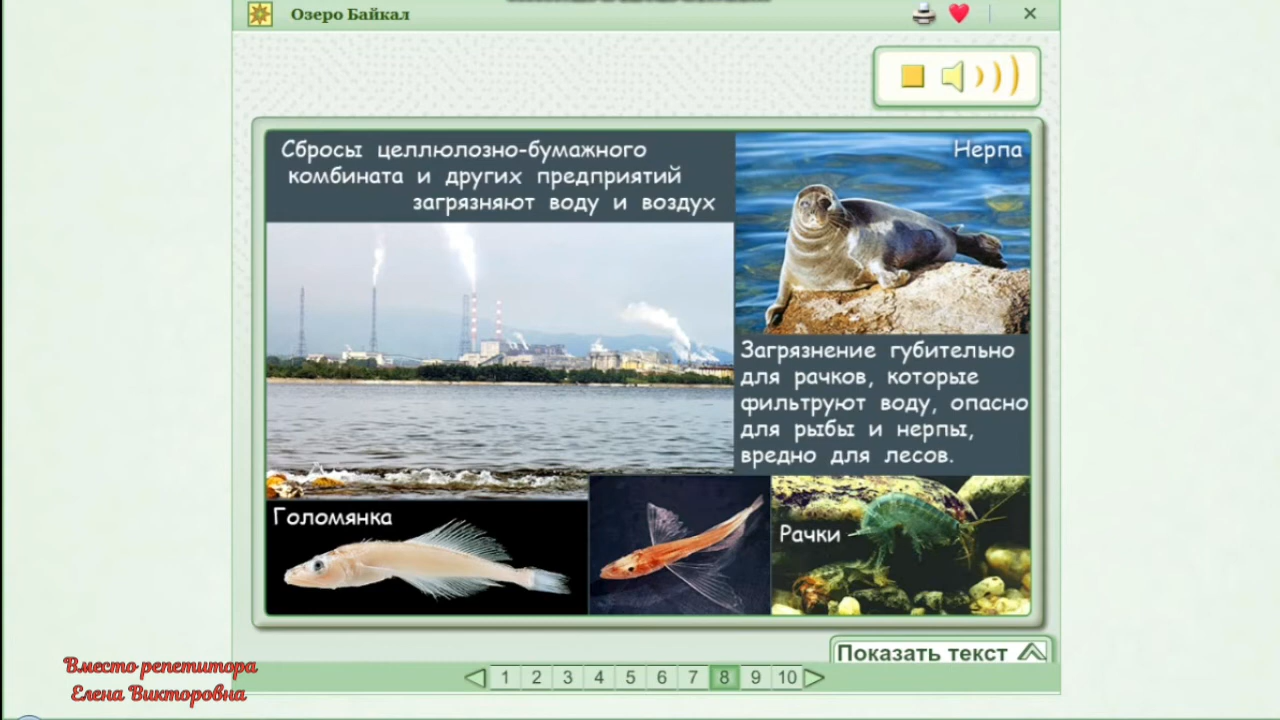 Озеро Байкал
Сбросы целлюлозно-бумажного
комбината и других предприятий
загрязняют воду и воздух
Нерпа
Загрязнение губительно
для рачков, которые
фильтруют воду, опасно
для рыбы и нерпы,
вредно для лесов.
Голомянка
Рачки
Показать текст
Вместо репетитора
Елена Викторовна
1 2 3 4 5 6 7 8 9 10